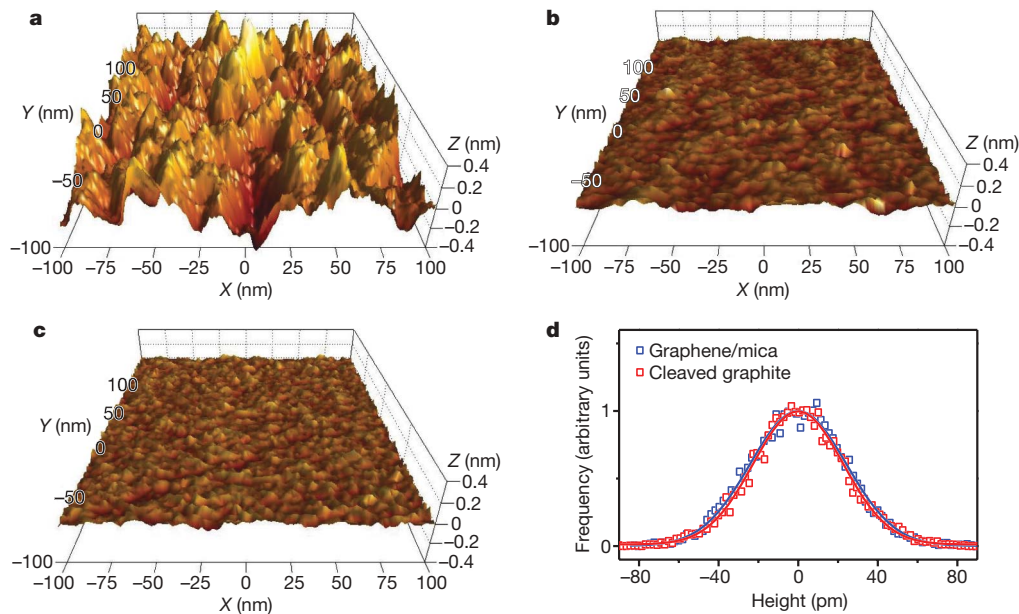 a
100
50
0
−50
−100
Y (nm)
Z (nm)
0.4
0.2
0
−0.2
−0.4
−100 −75 −50 −25 0 25 50 75 100
X (nm)
b
100
50
0
−50
−100
Y (nm)
Z (nm)
0.4
0.2
0
−0.2
−0.4
−100 −75 −50 −25 0 25 50 75 100
X (nm)
c
100
50
0
−50
−100
Y (nm)
Z (nm)
0.4
0.2
0
−0.2
−0.4
−100 −75 −50 −25 0 25 50 75 100
X (nm)
d
Graphene/mica
Cleaved graphite
Frequency (arbitrary units)
1
0
−80 −40 0 40 80
Height (pm)